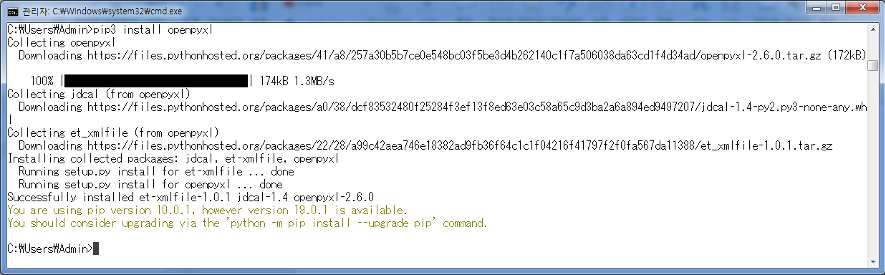 관리자: C:₩Windows₩system32₩cmd.exe
C:₩Users₩Admin>pip3 install openpyxl
Collecting openpyxl
  Downloading https://files.pythonhosted.org/packages/41/a8/257a30b5b7ce0e548bc03f5be3d4b262140c1f7a506038da63cd1f4d34ad/openpyxl-2.6.0.tar.gz (172kB)
    100% |████████████████████████████████| 174kB 1.3MB/s
Collecting jdcal (from openpyxl)
  Downloading https://files.pythonhosted.org/packages/a0/38/dcf83532480f25284f3ef13f8ed63e03c58a65c9d3ba2a6a894ed9497207/jdcal-1.4-py2.py3-none-any.wh
l
Collecting et_xmlfile (from openpyxl)
  Downloading https://files.pythonhosted.org/packages/22/28/a99c42aea746e18382ad9fb36f64c1c1f04216f41797f2f0fa567da11388/et_xmlfile-1.0.1.tar.gz
Installing collected packages: jdcal, et-xmlfile, openpyxl
  Running setup.py install for et-xmlfile ... done
  Running setup.py install for openpyxl ... done
Successfully installed et-xmlfile-1.0.1 jdcal-1.4 openpyxl-2.6.0
You are using pip version 10.0.1, however version 19.0.1 is available.
You should consider upgrading via the 'python -m pip install --upgrade pip' command.
C:₩Users₩Admin>